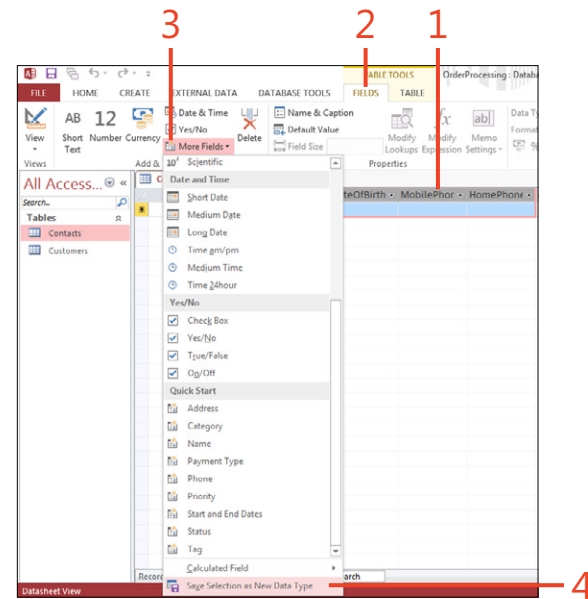 3 2 1
TABLE TOOLS OrderProcessing : Databa
FILE HOME CREATE EXTERNAL DATA DATABASE TOOLS FIELDS TABLE
View
Views
AB Short Text
12 Number
Currency
Date & Time
Yes/No
More Fields
Add &
Delete
Name & Caption
Default Value
Field Size
Modify Lookups
Modify Expression
ab| Memo Settings
Properties
Data Ty
Format
%
All Access...
Search...
Tables
Contacts
Customers
teOfBirth MobilePhor HomePhone
10² Scientific
Date and Time
Short Date
Medium Date
Long Date
Time am/pm
Medium Time
Time 24hour
Yes/No
Check Box
Yes/No
True/False
On/Off
Quick Start
Address
Category
Name
Payment Type
Phone
Priority
Start and End Dates
Status
Tag
Calculated Field
Save Selection as New Data Type
4
Recor
arch
Datasheet View